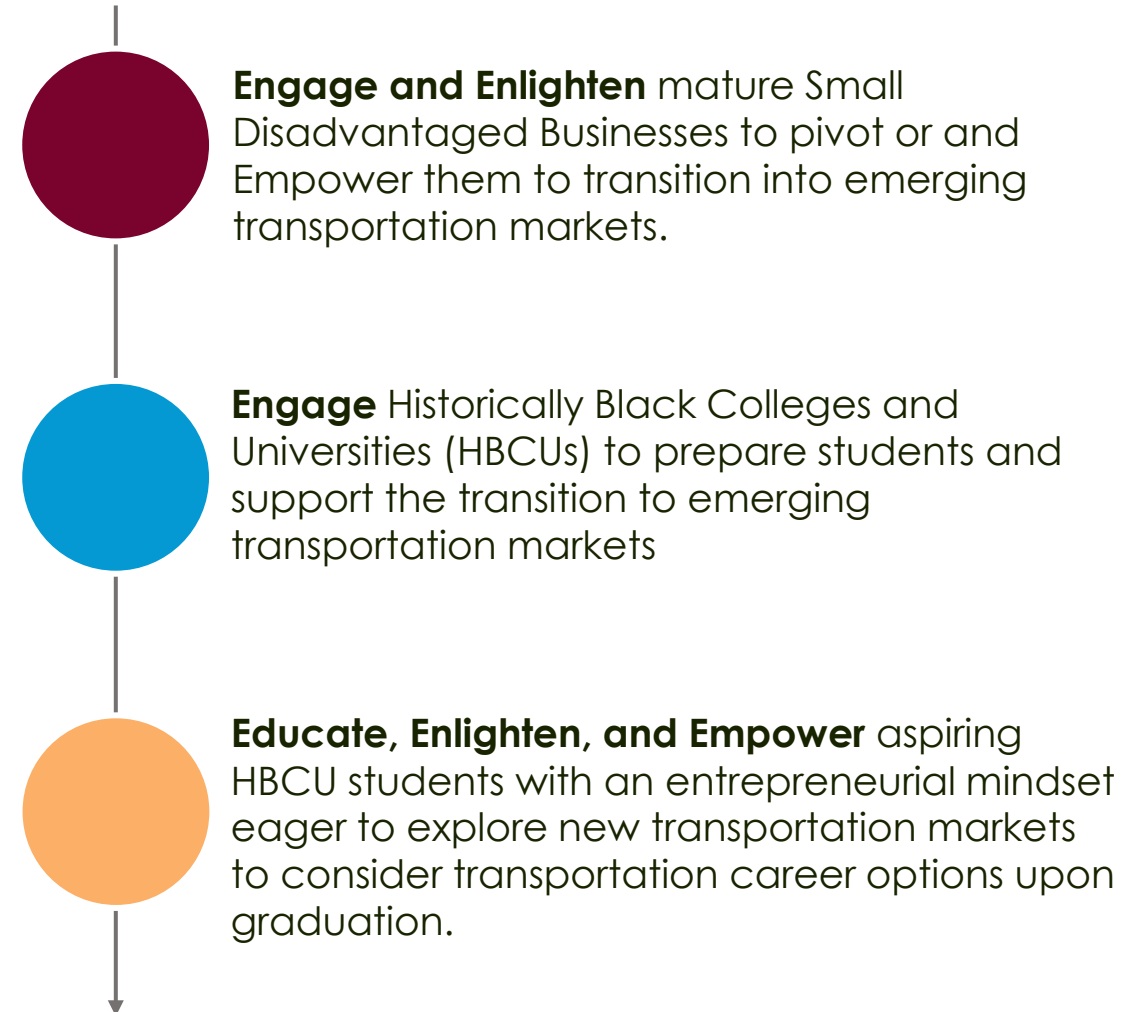 Engage and Enlighten mature Small
Disadvantaged Businesses to pivot or and
Empower them to transition into emerging
transportation markets.
Engage Historically Black Colleges and
Universities (HBCUs) to prepare students and
support the transition to emerging
transportation markets
Educate, Enlighten, and Empower aspiring
HBCU students with an entrepreneurial mindset
eager to explore new transportation markets
to consider transportation career options upon
graduation.